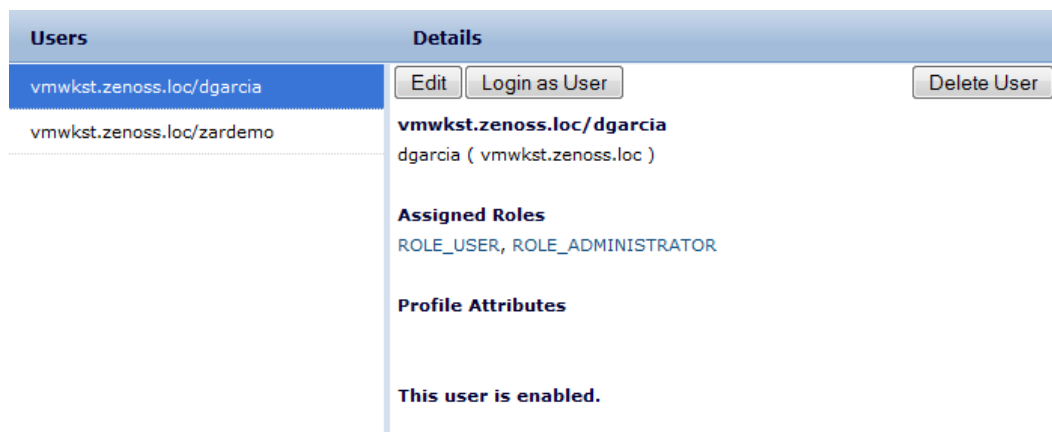 Users
Details
vmwkst.zenoss.loc/dgarcia
vmwkst.zenoss.loc/zardemo
Edit
Login as User
Delete User
vmwkst.zenoss.loc/dgarcia
dgarcia ( vmwkst.zenoss.loc )
Assigned Roles
ROLE_USER, ROLE_ADMINISTRATOR
Profile Attributes
This user is enabled.